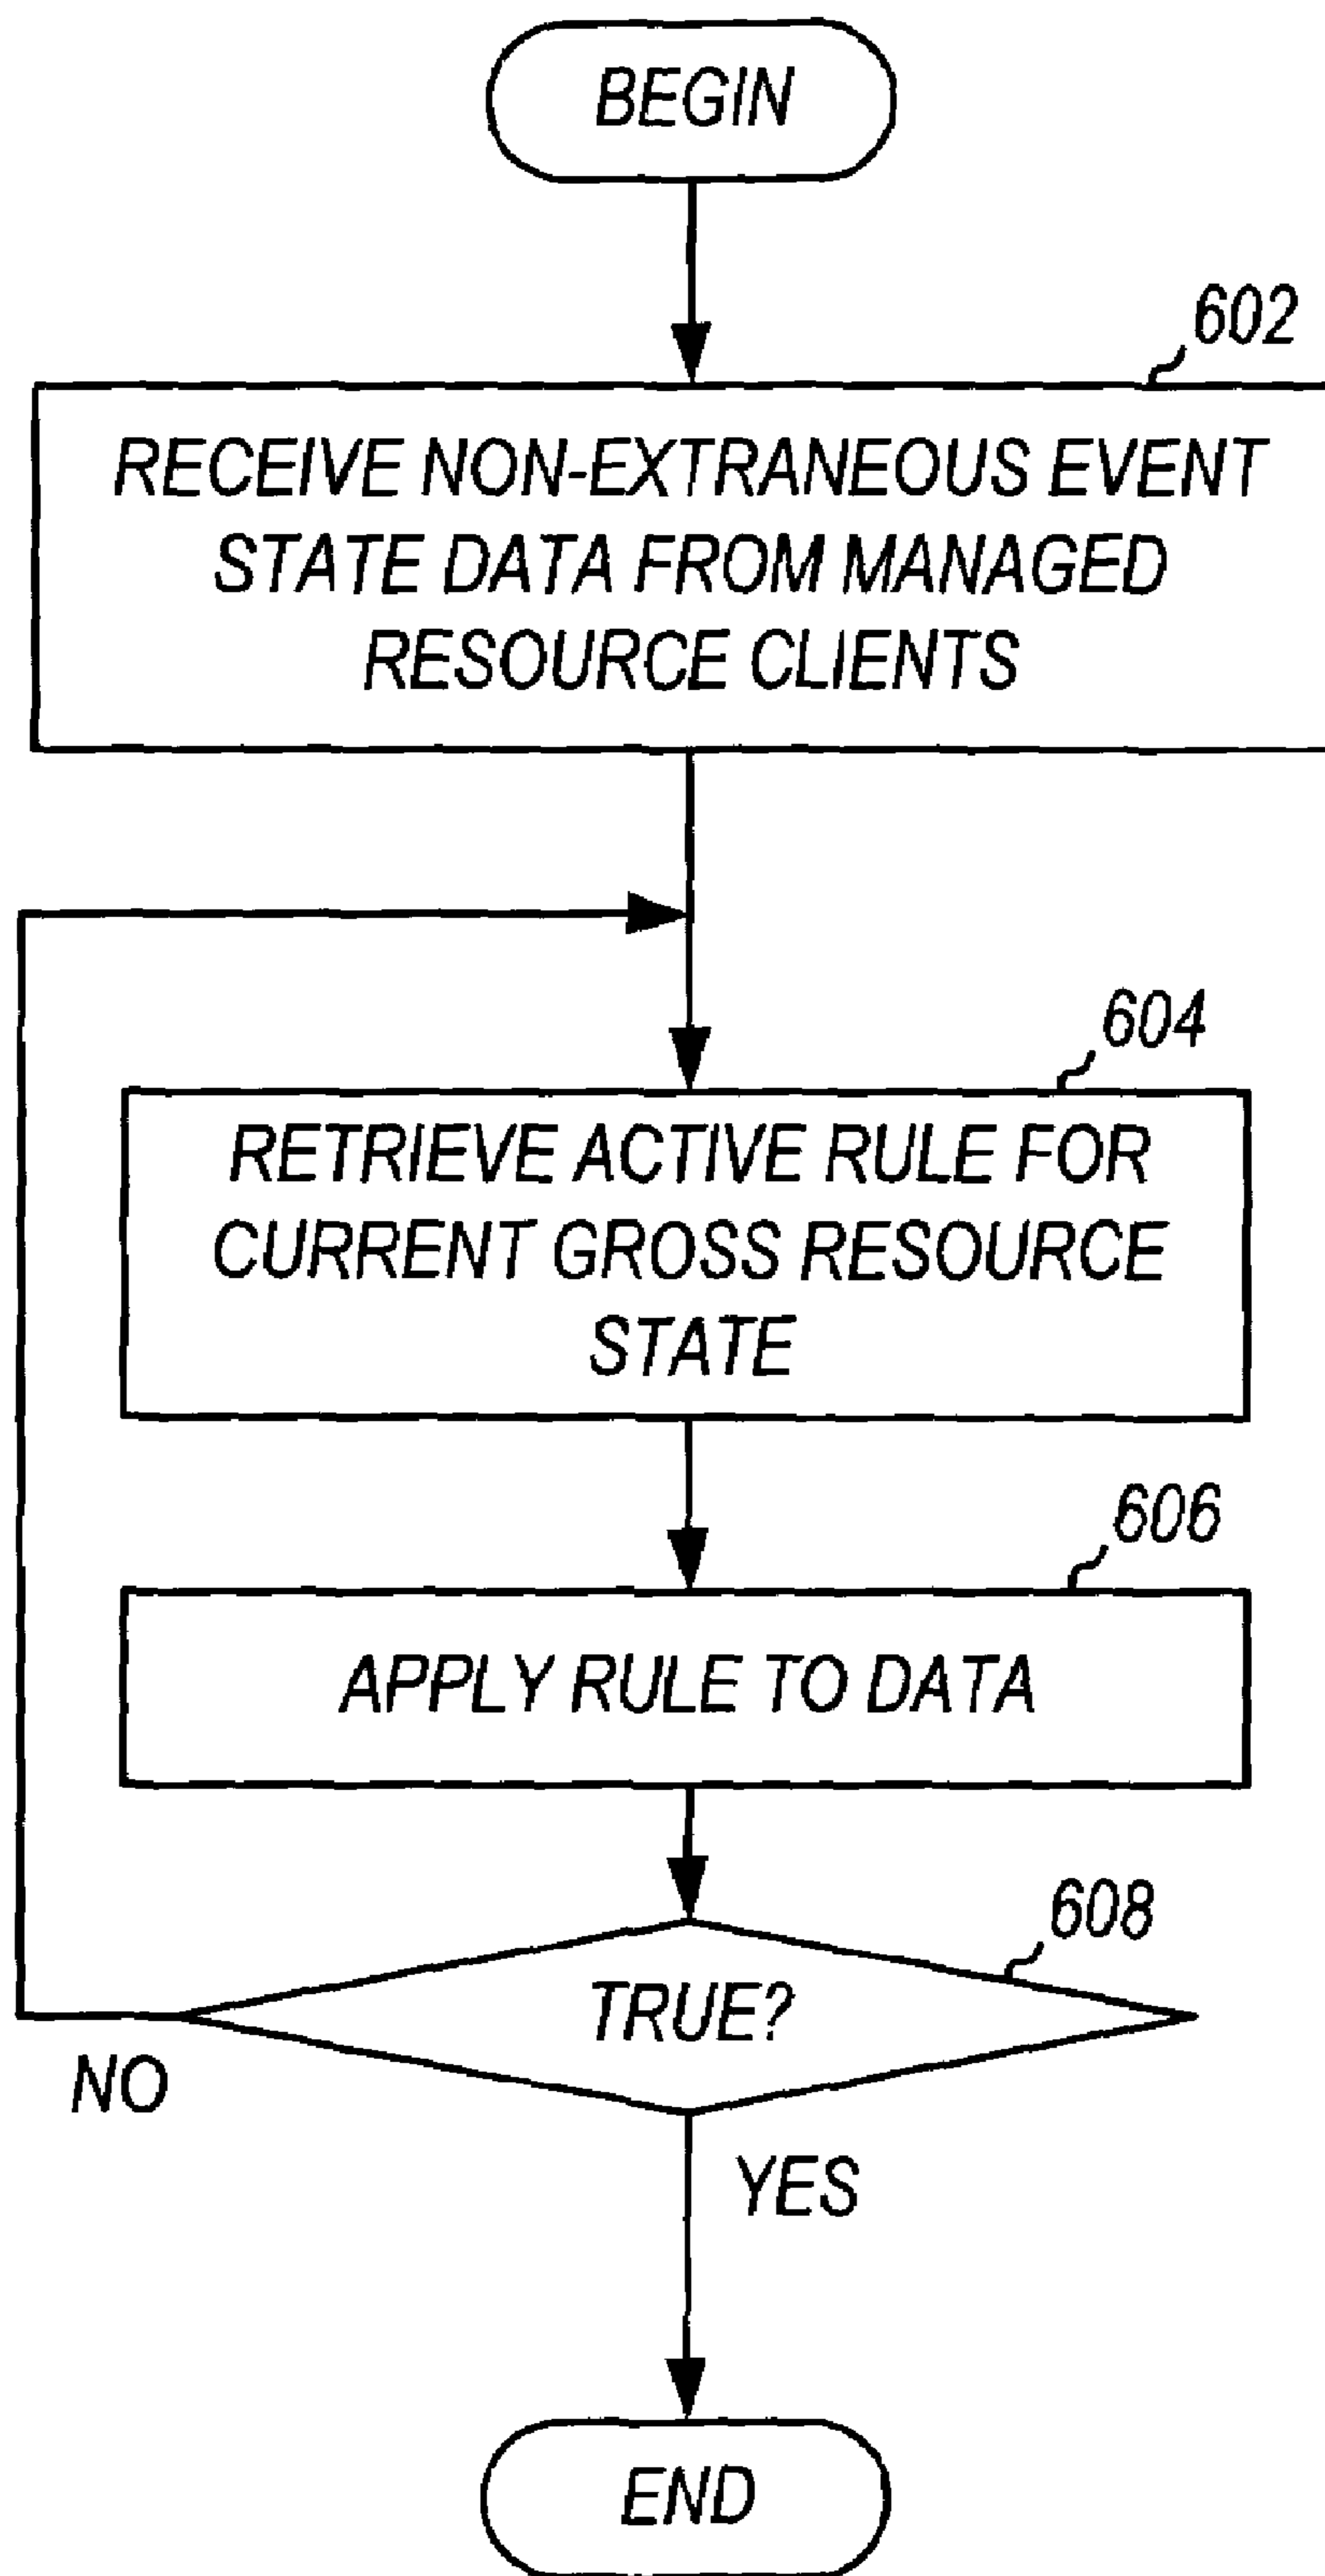 BEGIN
602
RECEIVE NON-EXTRANEOUS EVENT
STATE DATA FROM MANAGED
RESOURCE CLIENTS
604
RETRIEVE ACTIVE RULE FOR
CURRENT GROSS RESOURCE
STATE
606
APPLY RULE TO DATA
608
TRUE?
NO
YES
END